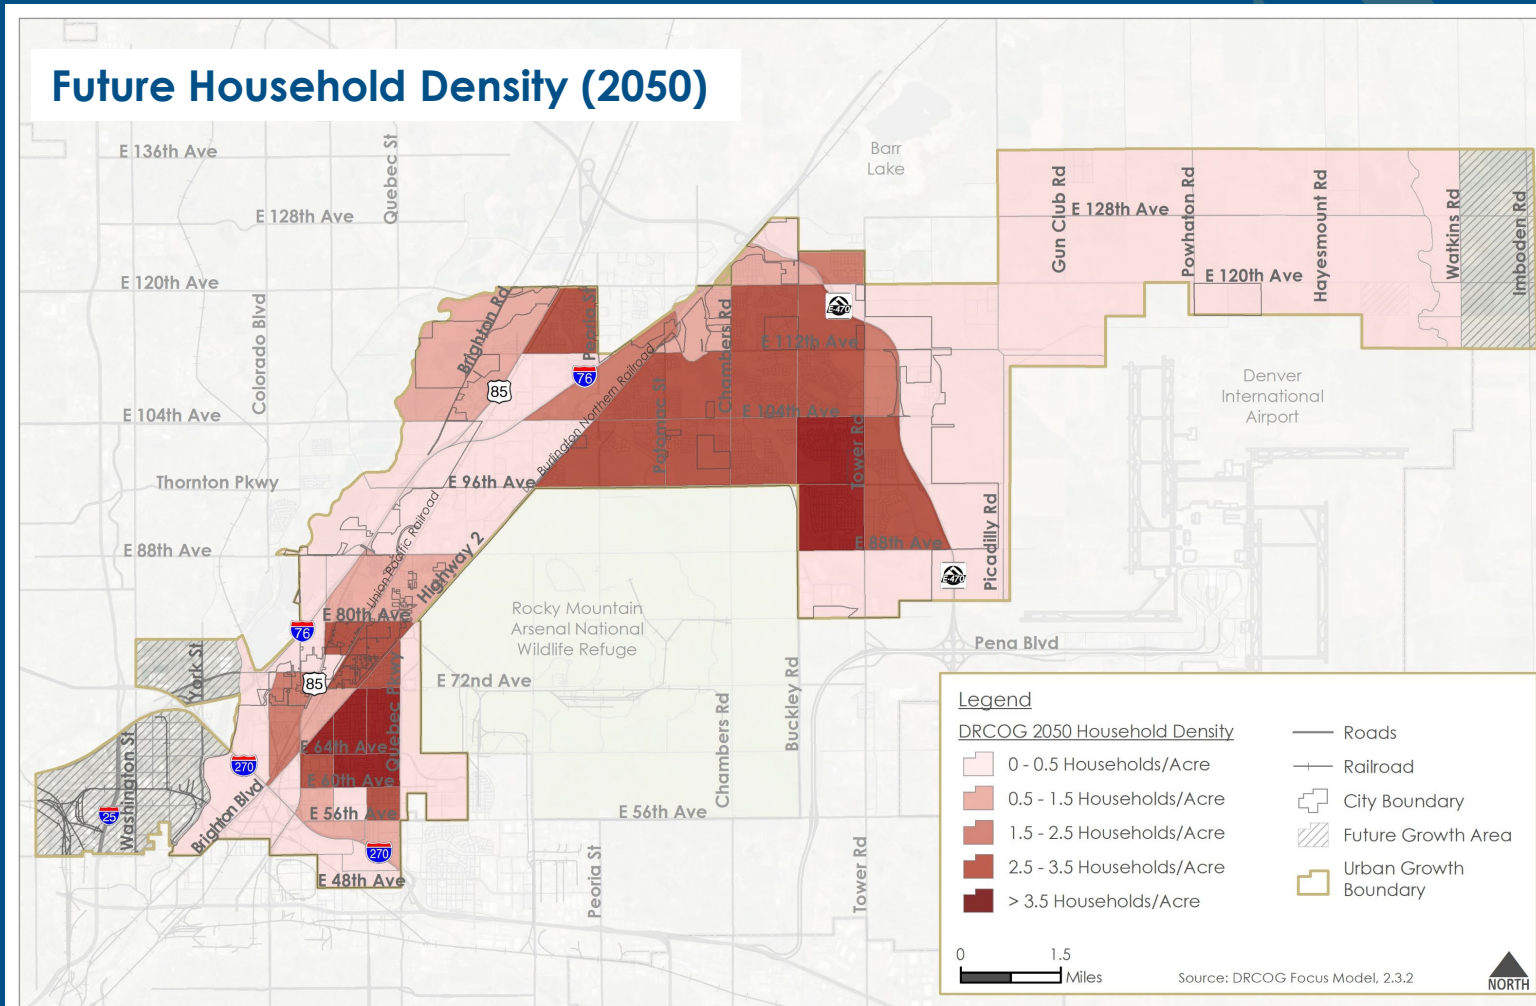 Future Household Density (2050)
E 136th Ave
Quebec St
Barr
Lake
E 128th Ave
Gun Club Rd
E 128th Ave
Powhaton Rd
Hayesmount Rd
Watkins Rd
Imboden Rd
E 120th Ave
E 120th Ave
Colorado Blvd
Brighton Rd
Peoria St
E-470
Chambers Rd
E 112th Ave
76
85
Burlington Northern Railroad
Potomac St
Denver
International
Airport
E 104th Ave
E 104th Ave
Tower Rd
Thornton Pkwy
E 96th Ave
Union Pacific Railroad
Highway 2
E 88th Ave
E 88th Ave
Picadilly Rd
E-470
Rocky Mountain
Arsenal National
Wildlife Refuge
E 80th Ave
76
Pena Blvd
York St
85
Quebec Pkwy
E 72nd Ave
Chambers Rd
Buckley Rd
Washington St
E 64th Ave
270
E 60th Ave
Brighton Blvd
25
E 56th Ave
E 56th Ave
270
E 48th Ave
Peoria St
Tower Rd
Legend
DRCOG 2050 Household Density
0 - 0.5 Households/Acre
0.5 - 1.5 Households/Acre
1.5 - 2.5 Households/Acre
2.5 - 3.5 Households/Acre
> 3.5 Households/Acre
Roads
Railroad
City Boundary
Future Growth Area
Urban Growth
Boundary
0 1.5
Miles
Source: DRCOG Focus Model, 2.3.2
NORTH